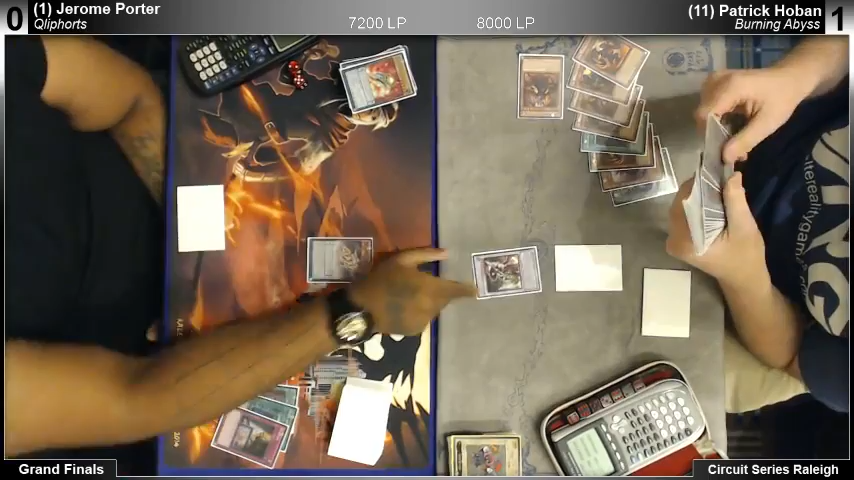 0 (1) Jerome Porter
Qliphorts
7200 LP 8000 LP
(11) Patrick Hoban 1
Burning Abyss
alterealitygam
Grand Finals
Circuit Series Raleigh